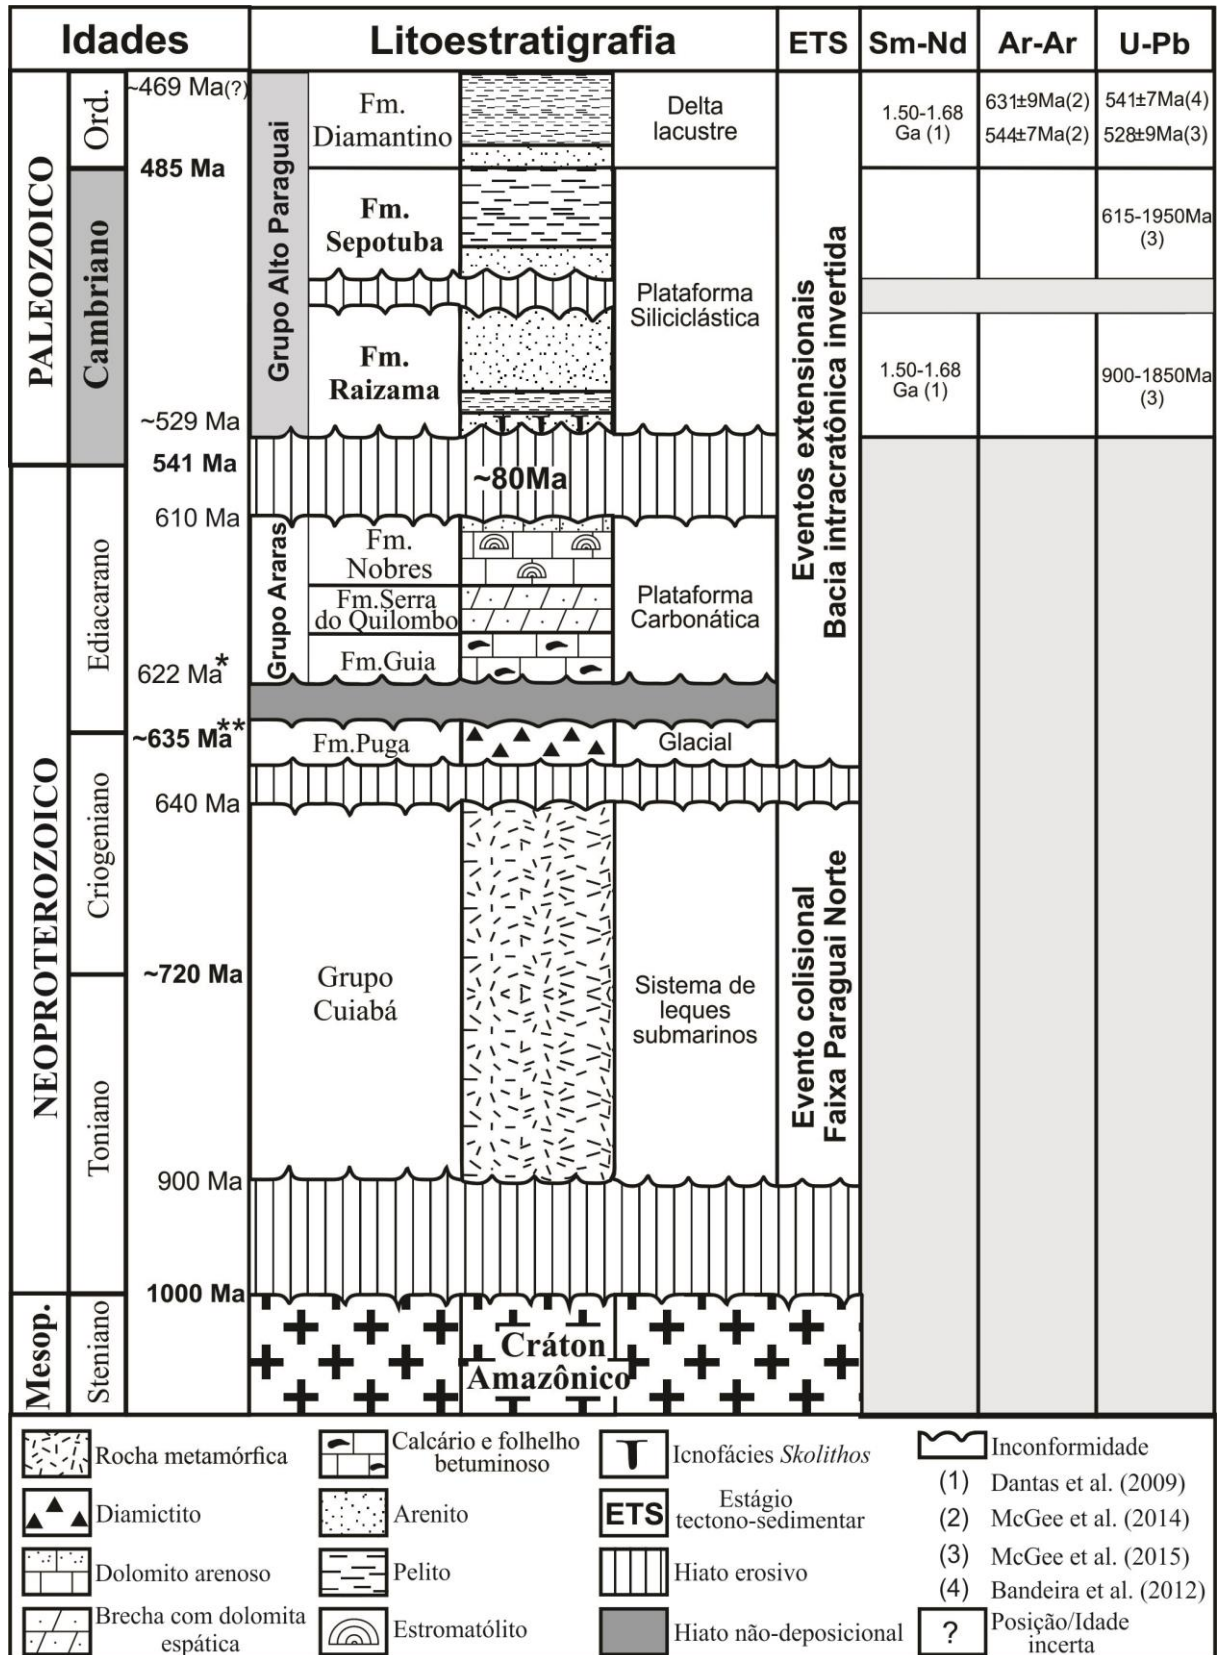 Idades
Litoestratigrafia
ETS
Sm-Nd
Ar-Ar
U-Pb
PALEOZOICO
Ord.
Cambriano
NEOPROTEROZOICO
Ediacarano
Criogeniano
Toniano
Mesop.
Steniano
~469 Ma(?)
485 Ma
~529 Ma
541 Ma
610 Ma
622 Ma*
~635 Ma**
640 Ma
~720 Ma
900 Ma
1000 Ma
Grupo Alto Paraguai
Fm.
Diamantino
Fm.
Sepotuba
Fm.
Raizama
~80Ma
Grupo Araras
Fm.
Nobres
Fm.Serra
do Quilombo
Fm.Guia
Fm.Puga
Grupo
Cuiabá
Cráton
Amazônico
Delta
lacustre
Plataforma
Siliciclástica
Plataforma
Carbonática
Glacial
Sistema de
leques
submarinos
Eventos extensionais
Bacia intracratônica invertida
Evento colisional
Faixa Paraguai Norte
1.50-1.68
Ga (1)
631±9Ma(2)
544±7Ma(2)
541±7Ma(4)
528±9Ma(3)
615-1950Ma
(3)
1.50-1.68
Ga (1)
900-1850Ma
(3)
Rocha metamórfica
Diamictito
Dolomito arenoso
Brecha com dolomita
espática
Calcário e folhelho
betuminoso
Arenito
Pelito
Estromatólito
Icnofácies Skolithos
ETS
Estágio
tectono-sedimentar
Hiato erosivo
Hiato não-deposicional
Inconformidade
(1) Dantas et al. (2009)
(2) McGee et al. (2014)
(3) McGee et al. (2015)
(4) Bandeira et al. (2012)
? Posição/Idade
incerta